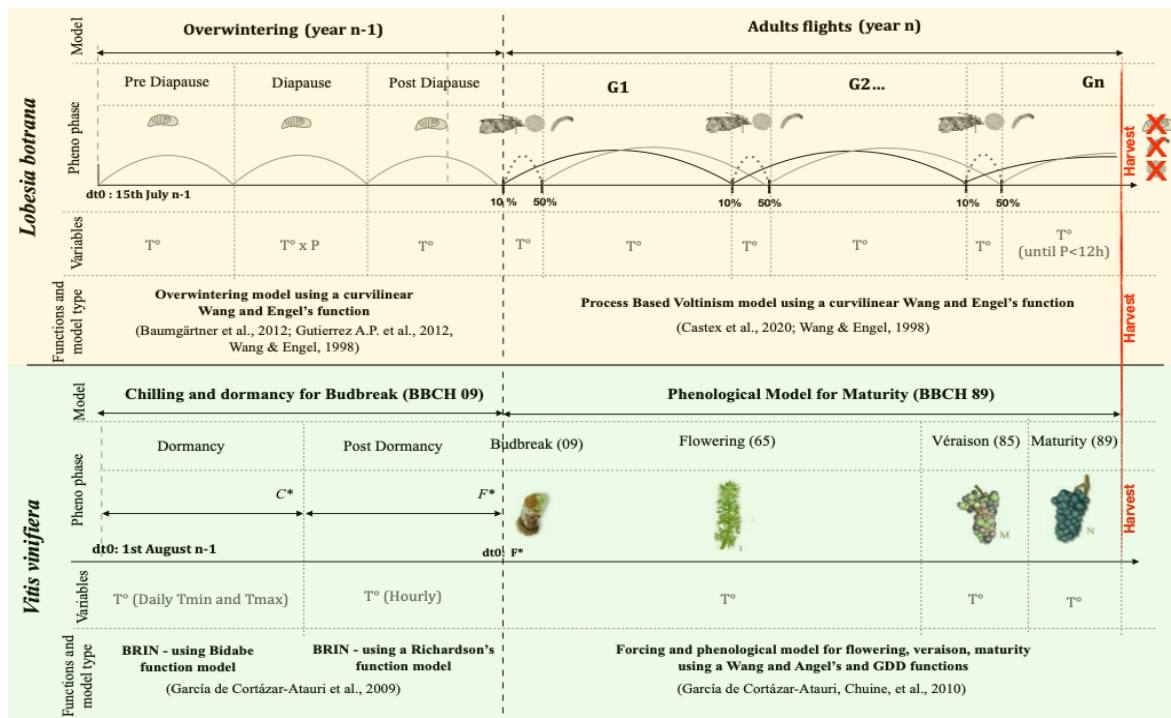 Model
Overwintering (year n-1)
Adults flights (year n)
Lobesia botrana
Pheno phase
Pre Diapause
Diapause
Post Diapause
G1
G2...
Gn
X
X
X
Harvest
dt0 : 15th July n-1
10 %
50%
10%
50%
10%
50%
Variables
T°
T° x P
T°
T°
T°
T°
T°
T°
T°
(until P<12h)
Functions and
model type
Overwintering model using a curvilinear
Wang and Engel's function
(Baumgärtner et al., 2012; Gutierrez A.P. et al., 2012,
Wang & Engel, 1998)
Process Based Voltinism model using a curvilinear Wang and Engel's function
(Castex et al., 2020; Wang & Engel, 1998)
Harvest
Model
Chilling and dormancy for Budbreak (BBCH 09)
Phenological Model for Maturity (BBCH 89)
Vitis vinifiera
Pheno phase
Dormancy
Post Dormancy
Budbreak (09)
Flowering (65)
Véraison (85)
Maturity (89)
C*
F*
M
N
Harvest
dt0: 1st August n-1
dt0: F*
Variables
T° (Daily Tmin and Tmax)
T° (Hourly)
T°
T°
T°
Functions and
model type
BRIN - using Bidabe
function model
BRIN - using a Richardson's
function model
(García de Cortázar-Atauri et al., 2009)
Forcing and phenological model for flowering, veraison, maturity
using a Wang and Angel's and GDD functions
(García de Cortázar-Atauri, Chuine, et al., 2010)